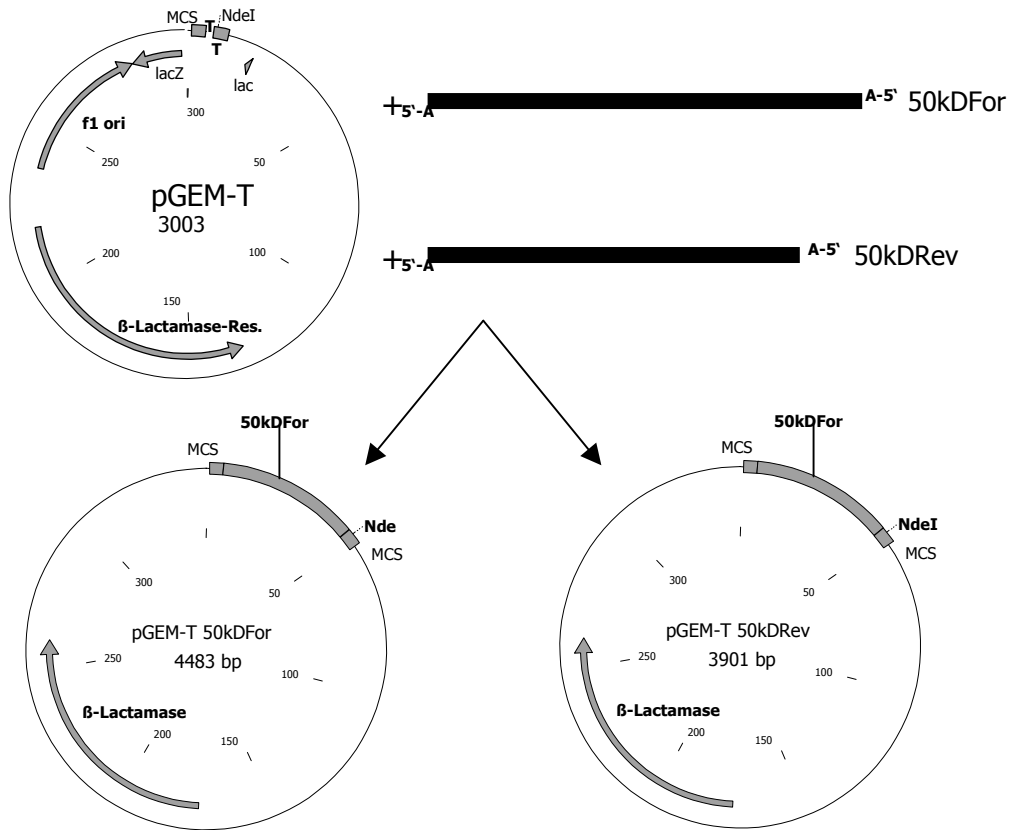 MCS
T
NdeI
T
lacZ
lac
300
f1 ori
250
50
pGEM-T
3003
200
100
150
ß-Lactamase-Res.
+5‵-A
A-5‵
50kDFor
+5‵-A
A-5‵
50kDRev
50kDFor
MCS
Nde
MCS
300
50
pGEM-T 50kDFor
4483 bp
250
100
ß-Lactamase
200
150
50kDFor
MCS
NdeI
MCS
300
50
pGEM-T 50kDRev
3901 bp
250
100
ß-Lactamase
200
150